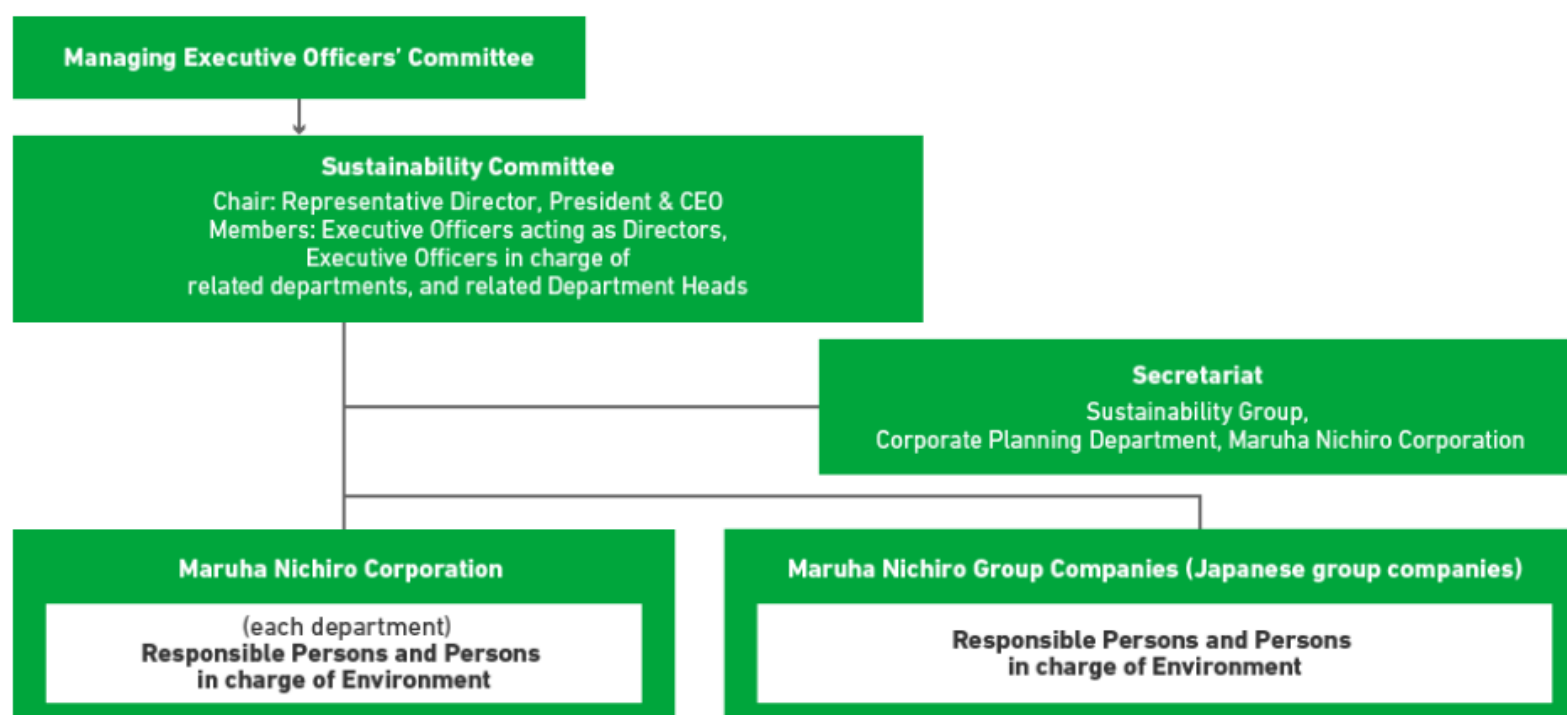 Managing Executive Officers’ Committee
Sustainability Committee
Chair: Representative Director, President & CEO
Members: Executive Officers acting as Directors,
Executive Officers in charge of
related departments, and related Department Heads
Secretariat
Sustainability Group,
Corporate Planning Department, Maruha Nichiro Corporation
Maruha Nichiro Corporation
(each department)
Responsible Persons and Persons
in charge of Environment
Maruha Nichiro Group Companies (Japanese group companies)
Responsible Persons and Persons
in charge of Environment